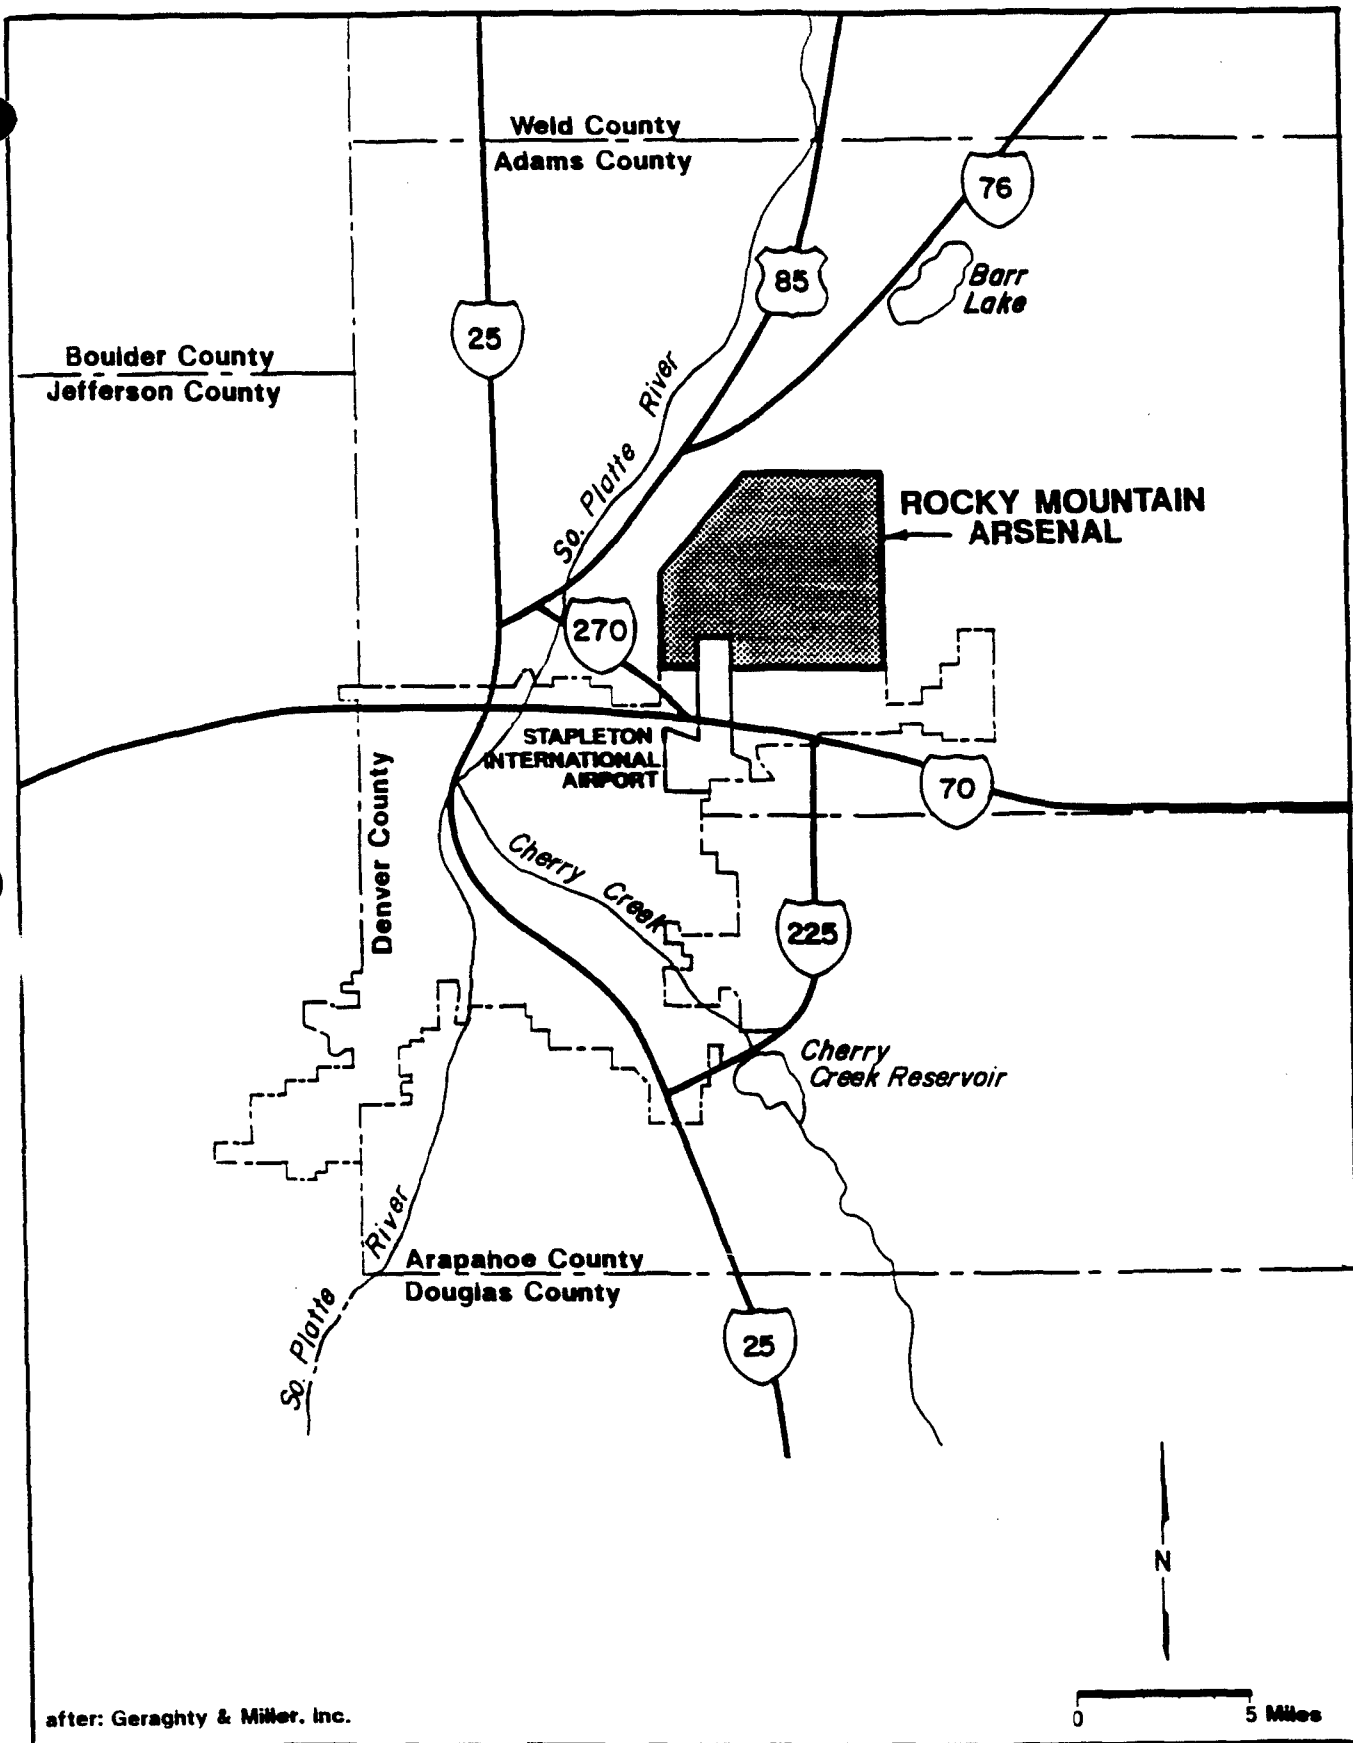 Weld County
Adams County
76
85
Barr
Lake
25
Boulder County
Jefferson County
So. Platte River
ROCKY MOUNTAIN
ARSENAL
270
STAPLETON
INTERNATIONAL
AIRPORT
70
Denver County
Cherry Creek
225
Cherry
Creek Reservoir
So. Platte River
Arapahoe County
Douglas County
25
N
after: Geraghty & Miller, Inc.
0 5 Miles